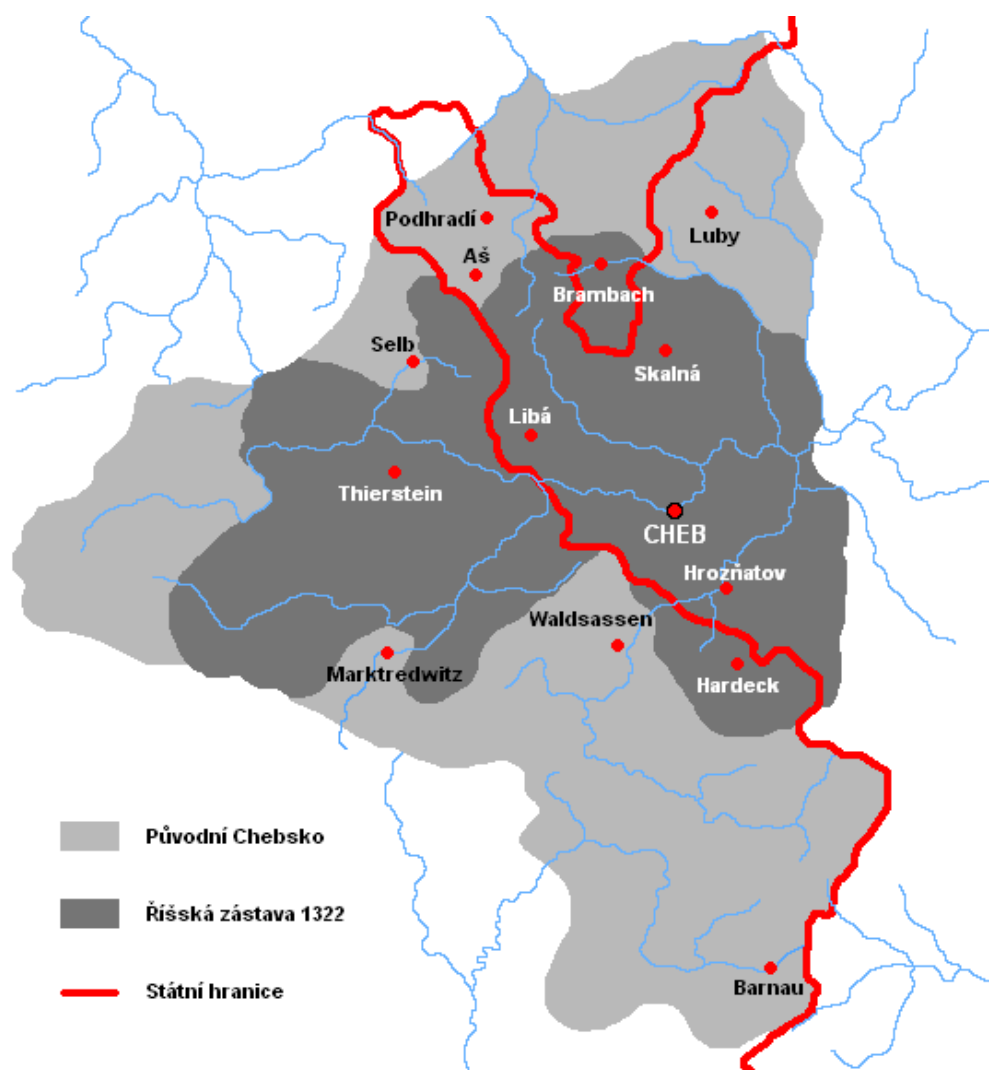 Podhradí
Luby
Aš
Brambach
Selb
Skalná
Libá
Thierstein
CHEB
Hrozňatov
Waldsassen
Marktredwitz
Hardeck
Původní Chebsko
Říšská zástava 1322
Státní hranice
Barnau